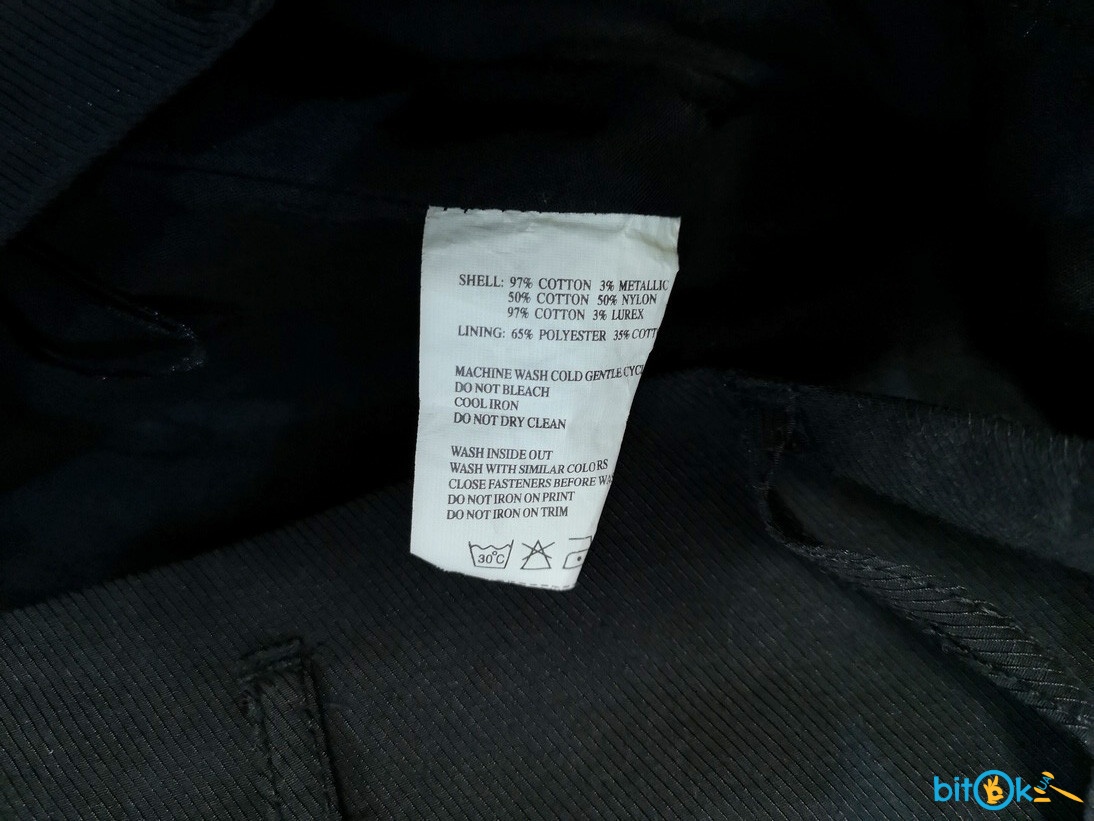 SHELL: 97% COTTON 3% METALLIC
50% COTTON 50% NYLON
97% COTTON 3% LUREX
LINING: 65% POLYESTER 35% COTT
MACHINE WASH COLD GENTLE CYCL
DO NOT BLEACH
COOL IRON
DO NOT DRY CLEAN
WASH INSIDE OUT
WASH WITH SIMILAR COLORS
CLOSE FASTENERS BEFORE WA
DO NOT IRON ON PRINT
DO NOT IRON ON TRIM
30°C
bitOk UA